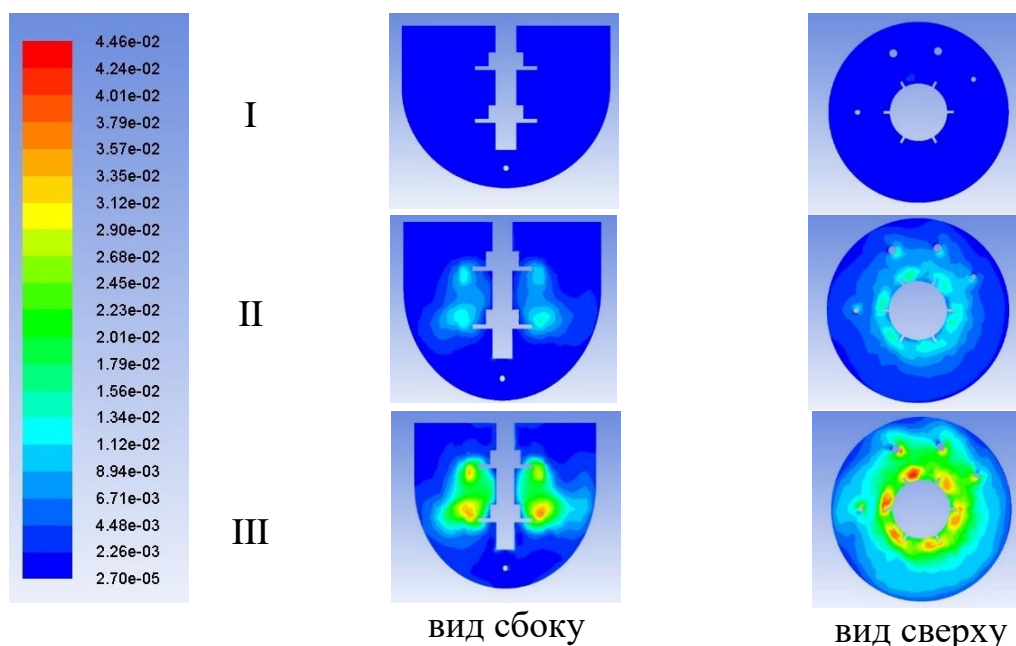 4.46e-02
4.24e-02
4.01e-02
3.79e-02
3.57e-02
3.35e-02
3.12e-02
2.90e-02
2.68e-02
2.45e-02
2.23e-02
2.01e-02
1.79e-02
1.56e-02
1.34e-02
1.12e-02
8.94e-03
6.71e-03
4.48e-03
2.26e-03
2.70e-05
I
II
III
вид сбоку
вид сверху